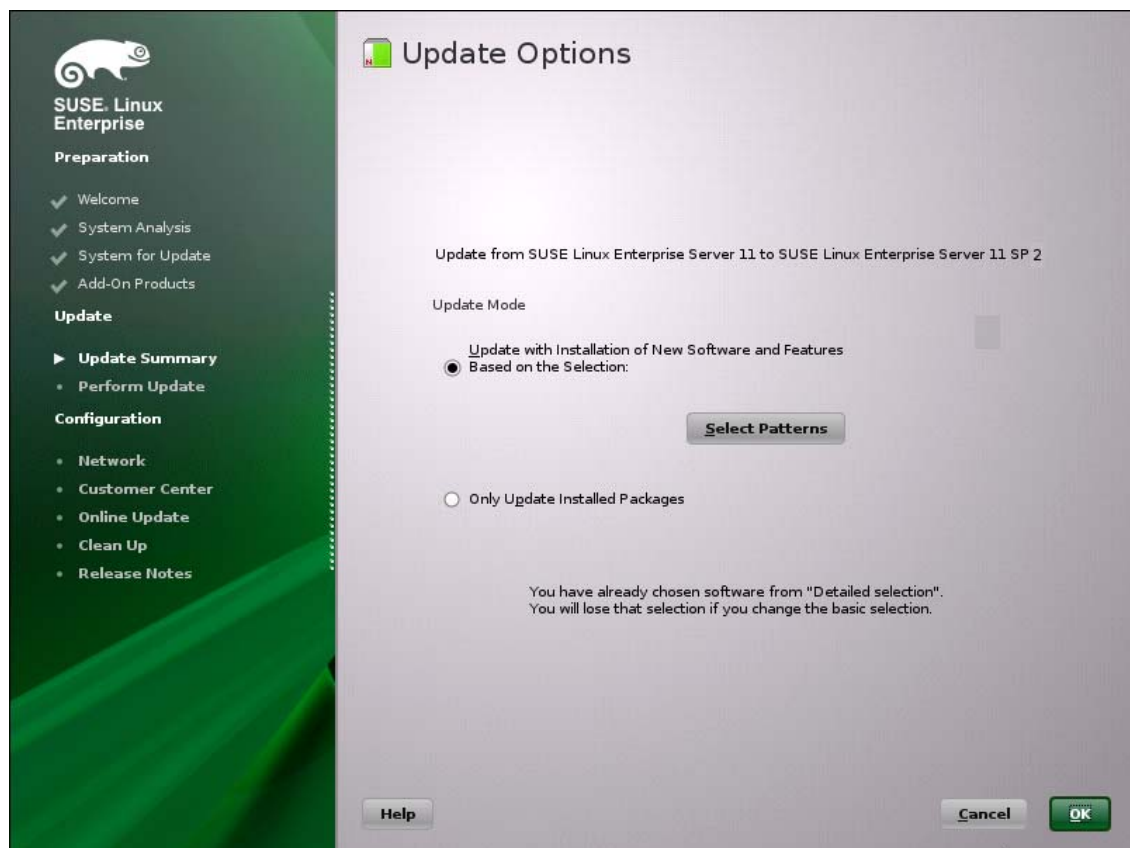 SUSE. Linux
Enterprise
Preparation
Welcome
System Analysis
System for Update
Add-On Products
Update
Update Summary
Perform Update
Configuration
Network
Customer Center
Online Update
Clean Up
Release Notes
Update Options
Update from SUSE Linux Enterprise Server 11 to SUSE Linux Enterprise Server 11 SP 2
Update Mode
Update with Installation of New Software and Features
Based on the Selection:
Select Patterns
Only Update Installed Packages
You have already chosen software from "Detailed selection".
You will lose that selection if you change the basic selection.
Help
Cancel
OK